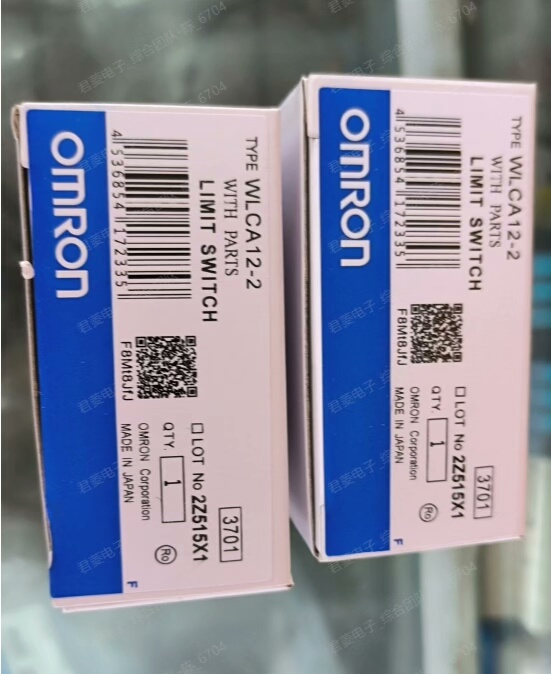 OMRON
TYPE WLCA12-2
WITH PARTS
LIMIT SWITCH
4 536854 172335
F8Mt8JfJ
LOT No 2Z515X1
3701
QTY. 1
OMRON Corporation
MADE IN JAPAN
Ro
F
OMRON
TYPE WLCA12-2
WITH PARTS
LIMIT SWITCH
4 536854 172335
F8Mt8JfJ
LOT No 2Z515X1
3701
QTY. 1
OMRON Corporation
MADE IN JAPAN
Ro
F